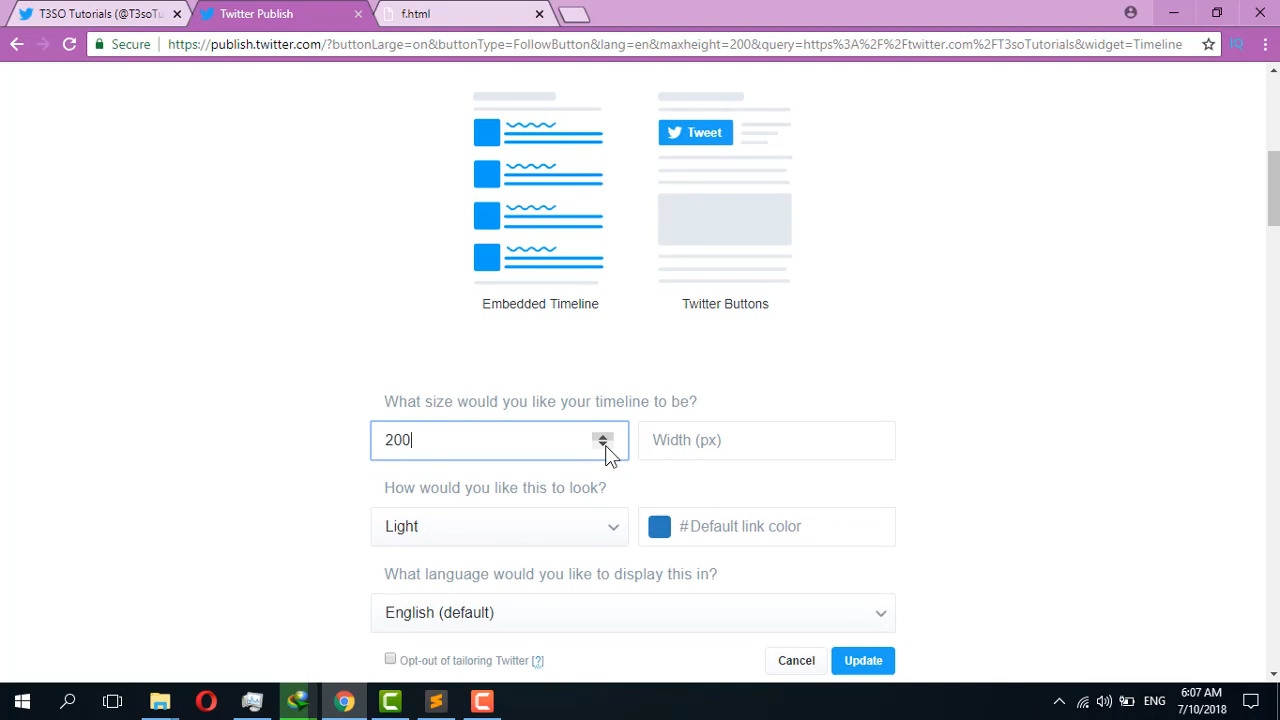 T3SO Tutorials (@T3soT
Twitter Publish
f.html
Secure
https://publish.twitter.com/?buttonLarge=on&buttonType=FollowButton&lang=en&maxheight=200&query=https%3A%2F%2Ftwitter.com%2FT3soTutorials&widget=Timeline
IQ
Tweet
Embedded Timeline
Twitter Buttons
What size would you like your timeline to be?
200
Width (px)
How would you like this to look?
Light
#Default link color
What language would you like to display this in?
English (default)
Opt-out of tailoring Twitter [?]
Cancel
Update
ENG
6:07 AM
7/10/2018